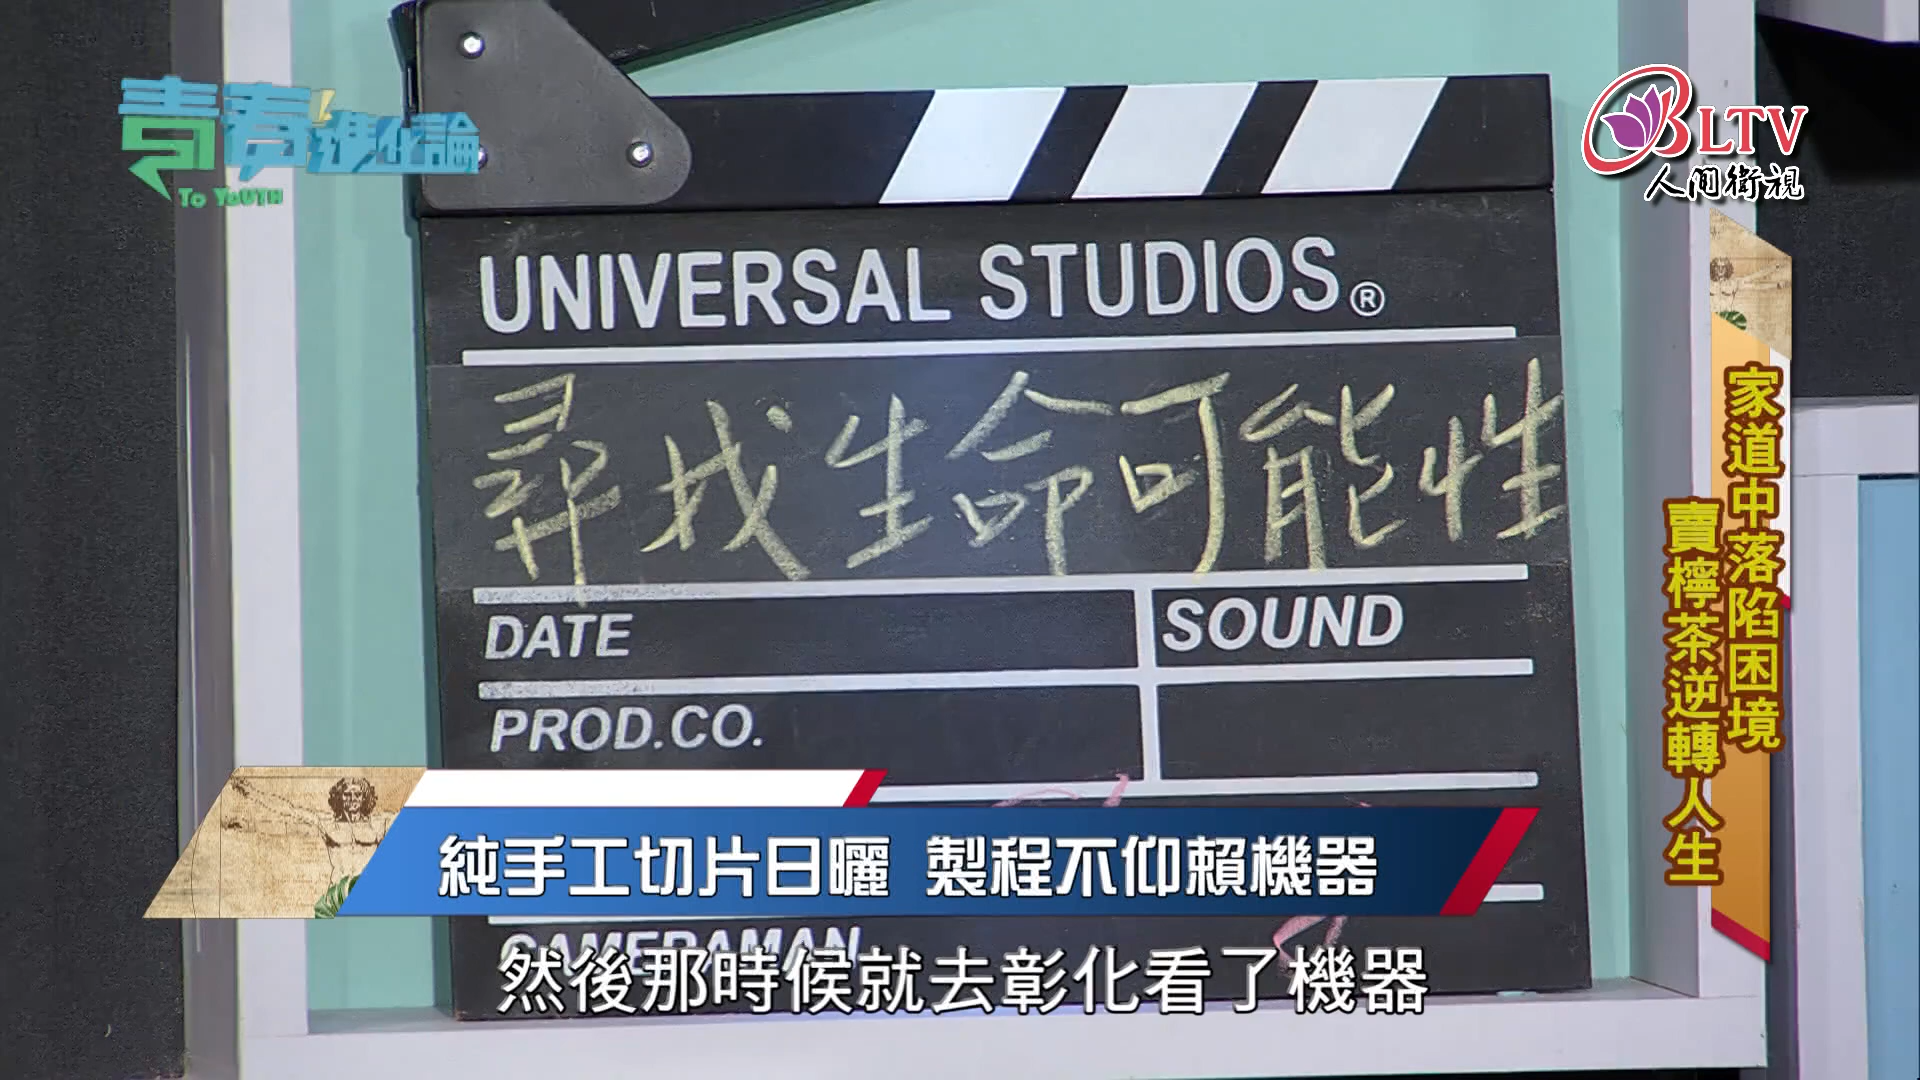 青春進化論
To YoUTH
BLTV
人間衛視
UNIVERSAL STUDIOS®
尋找生命可能性
DATE
SOUND
PROD.CO.
CAMERAMAN
家道中落陷困境
賣檸茶逆轉人生
純手工切片日曬 製程不仰賴機器
然後那時候就去彰化看了機器